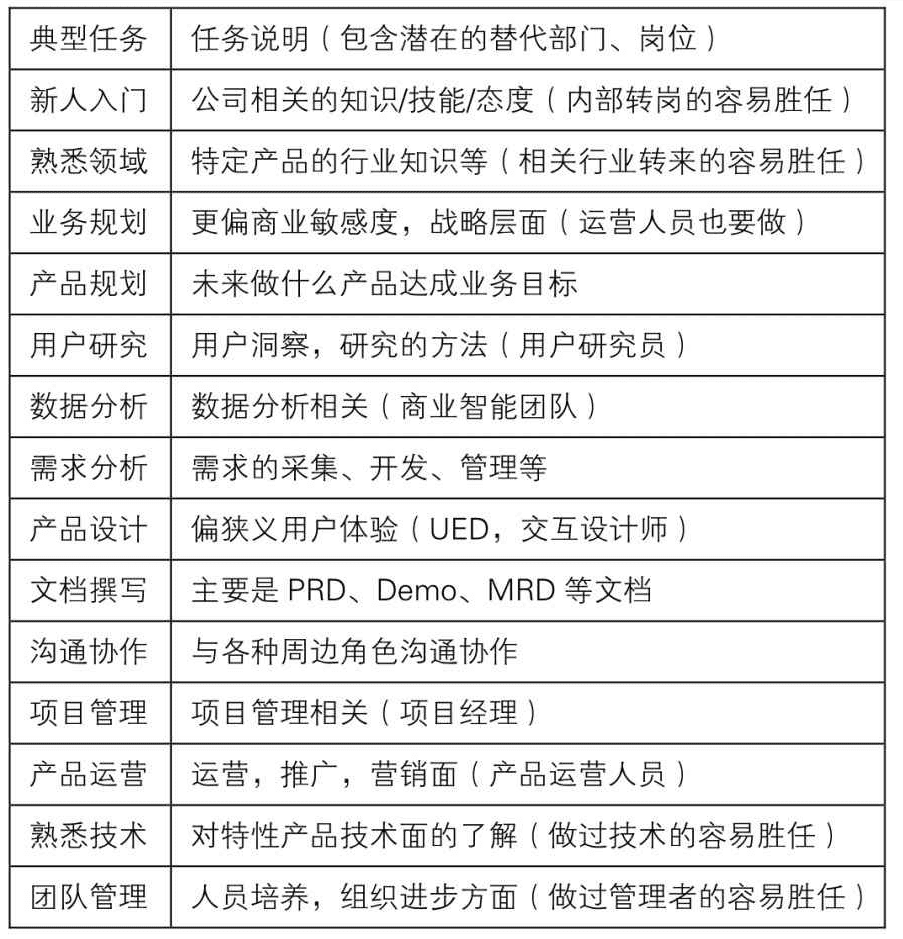 典型任务 任务说明（包含潜在的替代部门、岗位）
新人入门 公司相关的知识/技能/态度（内部转岗的容易胜任）
熟悉领域 特定产品的行业知识等（相关行业转来的容易胜任）
业务规划 更偏商业敏感度，战略层面（运营人员也要做）
产品规划 未来做什么产品达成业务目标
用户研究 用户洞察，研究的方法（用户研究员）
数据分析 数据分析相关（商业智能团队）
需求分析 需求的采集、开发、管理等
产品设计 偏狭义用户体验（UED，交互设计师）
文档撰写 主要是 PRD、Demo、MRD 等文档
沟通协作 与各种周边角色沟通协作
项目管理 项目管理相关（项目经理）
产品运营 运营，推广，营销面（产品运营人员）
熟悉技术 对特性产品技术面的了解（做过技术的容易胜任）
团队管理 人员培养，组织进步方面（做过管理者的容易胜任）